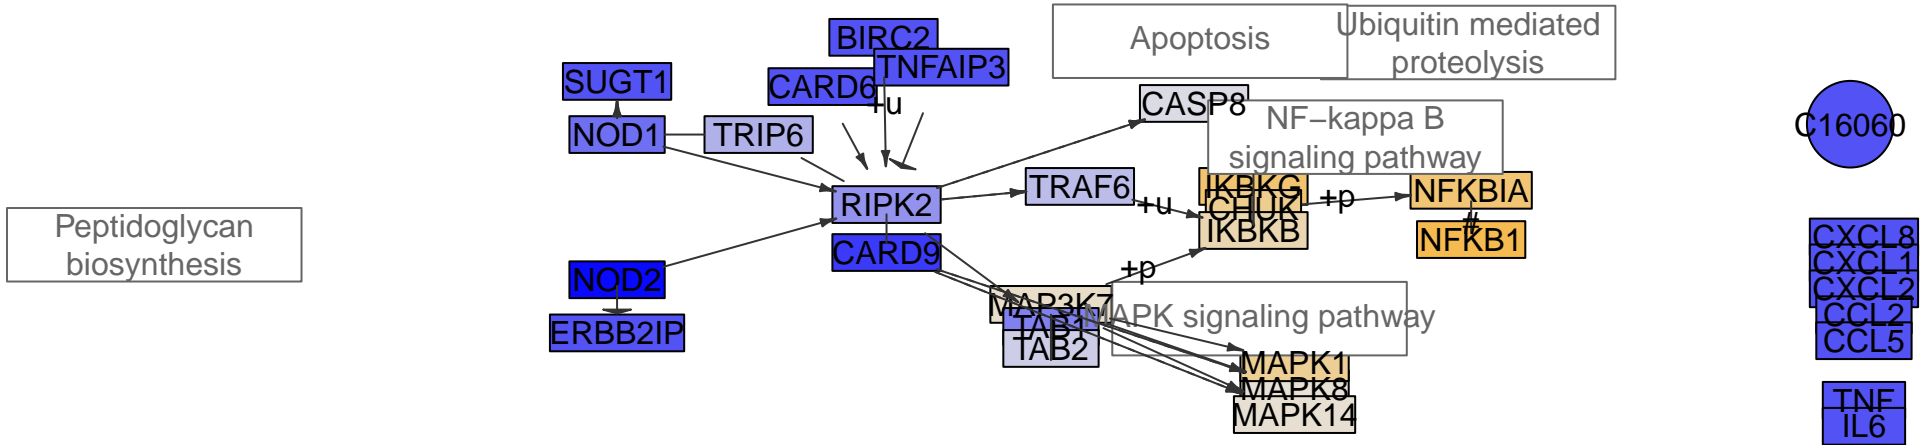 BIRC2
TNFAIP3
CARD6
+u
SUGT1
NOD1
TRIP6
Apoptosis
Ubiquitin mediated
proteolysis
CASP8
NF−kappa B
signaling pathway
C16060
RIPK2
TRAF6
+u
IKBKG
CHUK
IKBKB
+p
NFKBIA
#
NFKB1
Peptidoglycan
biosynthesis
CARD9
NOD2
ERBB2IP
+p
MAP3K7
TAB1
TAB2
MAPK signaling pathway
MAPK1
MAPK8
MAPK14
CXCL8
CXCL1
CXCL2
CCL2
CCL5
TNF
IL6